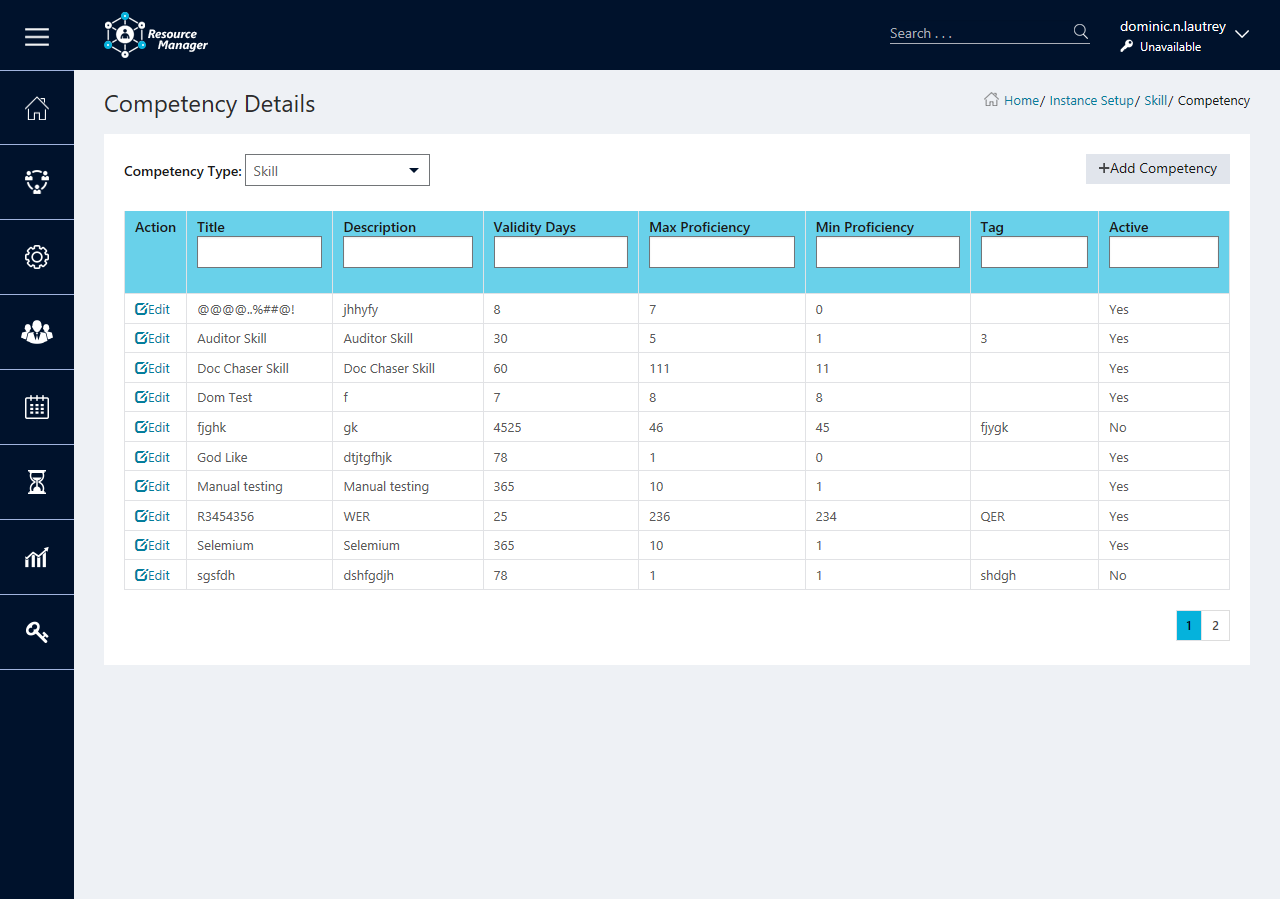 Resource
Manager
Search . . .
dominic.n.lautrey
Unavailable
Competency Details
Home/ Instance Setup/ Skill/ Competency
Competency Type: Skill
+Add Competency
Action Title Description Validity Days Max Proficiency Min Proficiency Tag Active
Edit @@@@..%##@! jhhyfy 8 7 0 Yes
Edit Auditor Skill Auditor Skill 30 5 1 3 Yes
Edit Doc Chaser Skill Doc Chaser Skill 60 111 11 Yes
Edit Dom Test f 7 8 8 Yes
Edit fjghk gk 4525 46 45 fjygk No
Edit God Like dtjtgfhjk 78 1 0 Yes
Edit Manual testing Manual testing 365 10 1 Yes
Edit R3454356 WER 25 236 234 QER Yes
Edit Selemium Selemium 365 10 1 Yes
Edit sgsfdh dshfgdjh 78 1 1 shdgh No
1 2